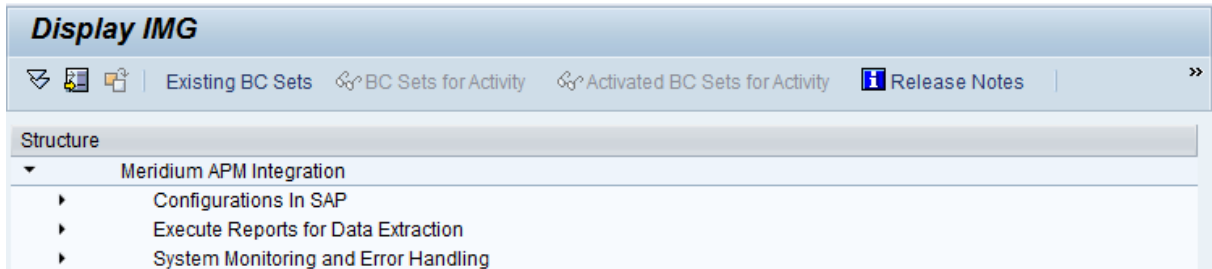 Display IMG
Existing BC Sets BC Sets for Activity Activated BC Sets for Activity Release Notes
Structure
Meridium APM Integration
Configurations In SAP
Execute Reports for Data Extraction
System Monitoring and Error Handling